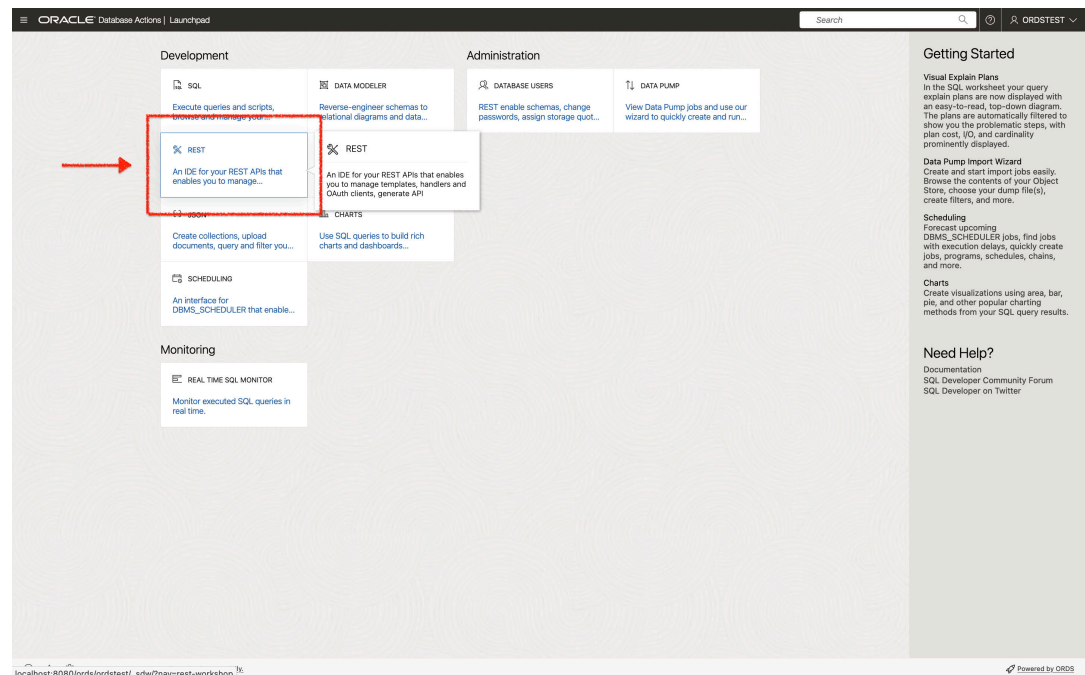 ORACLE® Database Actions | Launchpad
Search
ORDSTEST
Development
SQL
Execute queries and scripts,
browse and manage your...
DATA MODELER
Reverse-engineer schemas to
relational diagrams and data...
REST
An IDE for your REST APIs that
enables you to manage...
REST
An IDE for your REST APIs that enables
you to manage templates, handlers and
OAuth clients, generate API
JSON
Create collections, upload
documents, query and filter you...
CHARTS
Use SQL queries to build rich
charts and dashboards...
SCHEDULING
An interface for
DBMS_SCHEDULER that enable...
Monitoring
REAL TIME SQL MONITOR
Monitor executed SQL queries in
real time.
Administration
DATABASE USERS
REST enable schemas, change
passwords, assign storage quot...
DATA PUMP
View Data Pump jobs and use our
wizard to quickly create and run...
Getting Started
Visual Explain Plans
In the SQL worksheet your query
explain plans are now displayed with
an easy-to-read, top-down diagram.
The plans are automatically filtered to
show you the problematic steps, with
plan cost, I/O, and cardinality
prominently displayed.
Data Pump Import Wizard
Create and start import jobs easily.
Browse the contents of your Object
Store, choose your dump file(s),
create filters, and more.
Scheduling
Forecast upcoming
DBMS_SCHEDULER jobs, find jobs
with execution delays, quickly create
jobs, programs, schedules, chains,
and more.
Charts
Create visualizations using area, bar,
pie, and other popular charting
methods from your SQL query results.
Need Help?
Documentation
SQL Developer Community Forum
SQL Developer on Twitter
localhost:8080/ords/ordstest/_sdw/?nav=rest-workshop
Powered by ORDS